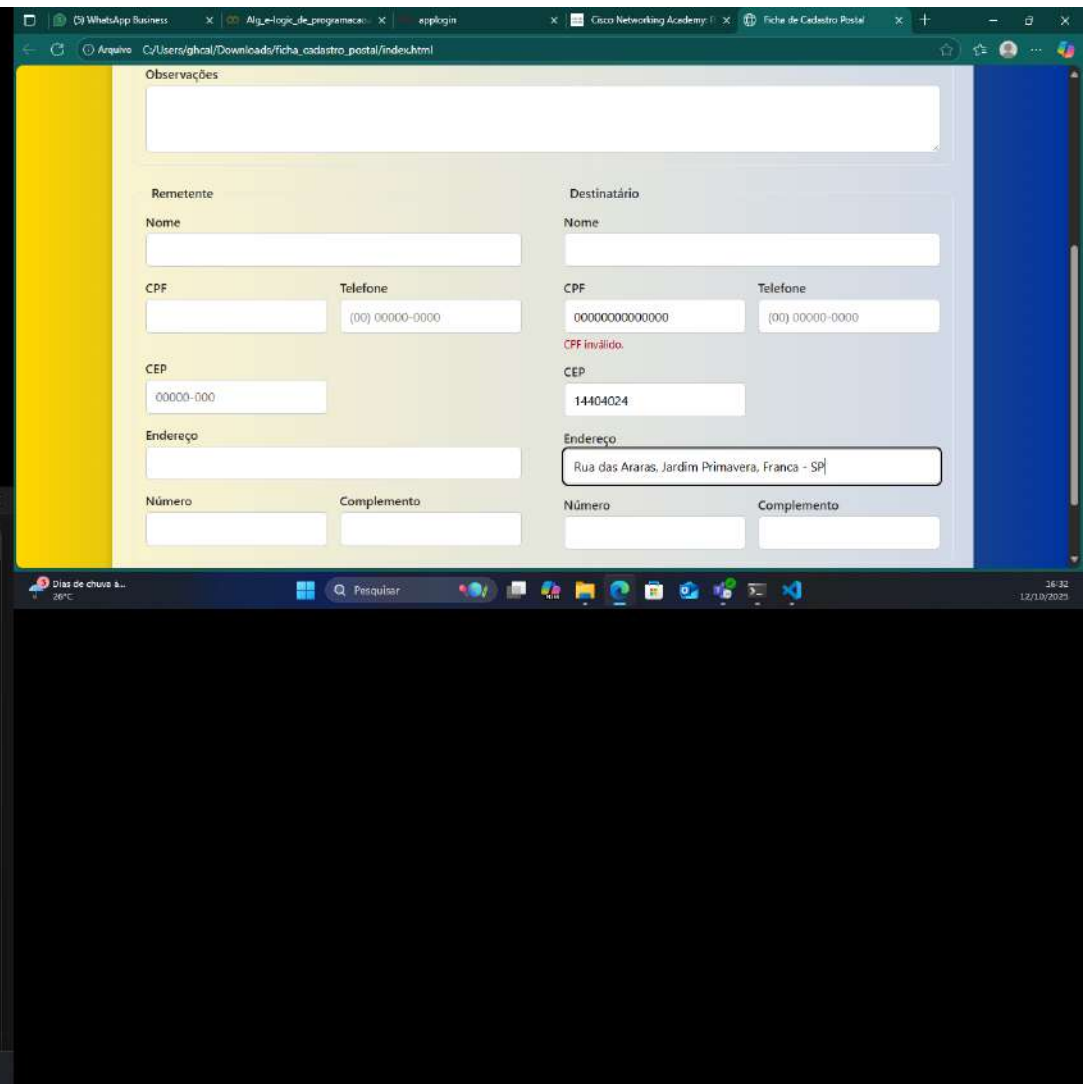 (5) WhatsApp Business
Alg_e-logic_de_programacao
applogin
Cisco Networking Academy:
Ficha de Cadastro Postal
Arquivo C:/Users/ghcal/Downloads/ficha_cadastro_postal/index.html
Observações
Remetente
Nome
CPF Telefone
(00) 00000-0000
CEP
00000-000
Endereço
Número Complemento
Destinatário
Nome
CPF Telefone
00000000000000 (00) 00000-0000
CPF inválido.
CEP
14404024
Endereço
Rua das Araras, Jardim Primavera, Franca - SP
Número Complemento
Dias de chuva a...
26°C
Pesquisar
16:32
12/10/2025